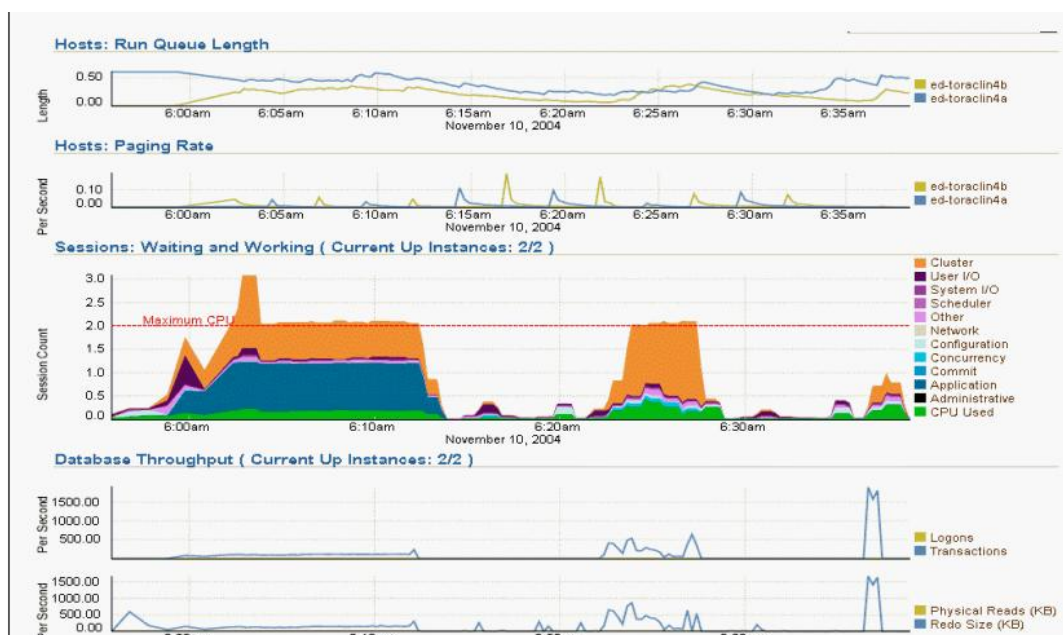 Hosts: Run Queue Length
Length
0.50
0.00
6:00am 6:05am 6:10am 6:15am 6:20am 6:25am 6:30am 6:35am
November 10, 2004
ed-toraclin4b
ed-toraclin4a
Hosts: Paging Rate
Per Second
0.10
0.00
6:00am 6:05am 6:10am 6:15am 6:20am 6:25am 6:30am 6:35am
November 10, 2004
ed-toraclin4b
ed-toraclin4a
Sessions: Waiting and Working ( Current Up Instances: 2/2 )
Session Count
3.0
2.5
2.0
1.5
1.0
0.5
0.0
Maximum CPU
6:00am 6:10am 6:20am 6:30am
November 10, 2004
Cluster
User I/O
System I/O
Scheduler
Other
Network
Configuration
Concurrency
Commit
Application
Administrative
CPU Used
Database Throughput ( Current Up Instances: 2/2 )
Per Second
1500.00
1000.00
500.00
Logons
Transactions
Per Second
1500.00
1000.00
500.00
0.00
Physical Reads (KB)
Redo Size (KB)